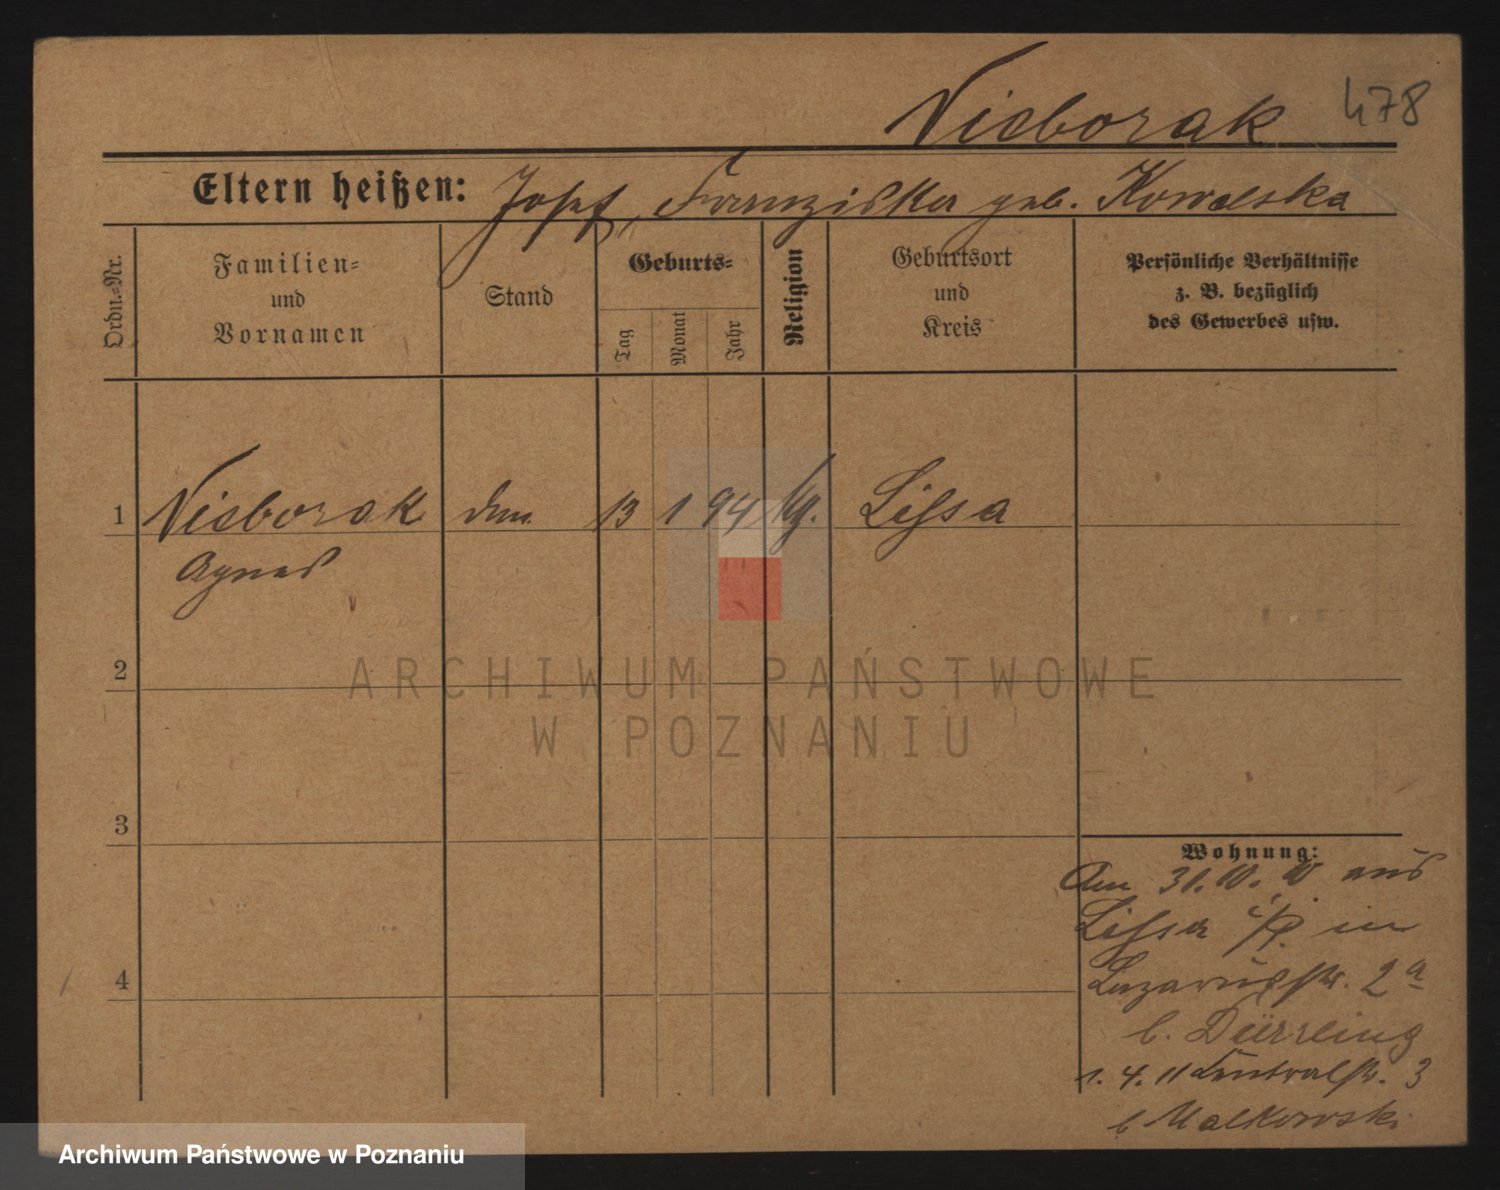 Nieborak 478
Eltern heißen: Josef, Franziska geb. Kowalska
Ordn.=Nr.
Familien=
und
Vornamen
Stand
Geburts=
Tag
Monat
Jahr
Religion
Geburtsort
und
Kreis
Persönliche Verhältnisse
z. B. bezüglich
des Gewerbes usw.
1 Nieborak 13 1 94 Lissa
Agnes
2
3
4
Wohnung:
Am 31.10.10 aus
Lissa i/P. in
Lazarusstr. 2a
b. Dürrling
1.4.11 Centralstr. 3
b Malkowski
ARCHIWUM PAŃSTWOWE
W POZNANIU
Archiwum Państwowe w Poznaniu